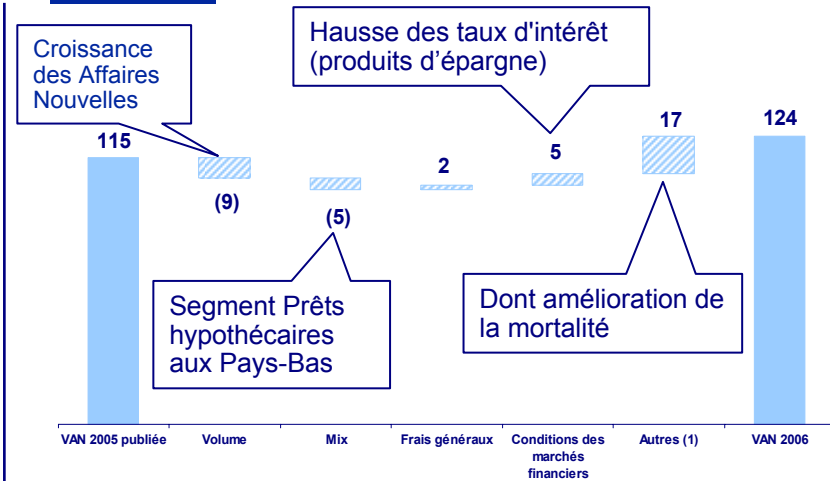 Croissance
des Affaires
Nouvelles
Hausse des taux d'intérêt
(produits d’épargne)
115
(9)
(5)
2
5
17
124
Segment Prêts
hypothécaires
aux Pays-Bas
Dont amélioration de
la mortalité
VAN 2005 publiée
Volume
Mix
Frais généraux
Conditions des
marchés
financiers
Autres (1)
VAN 2006